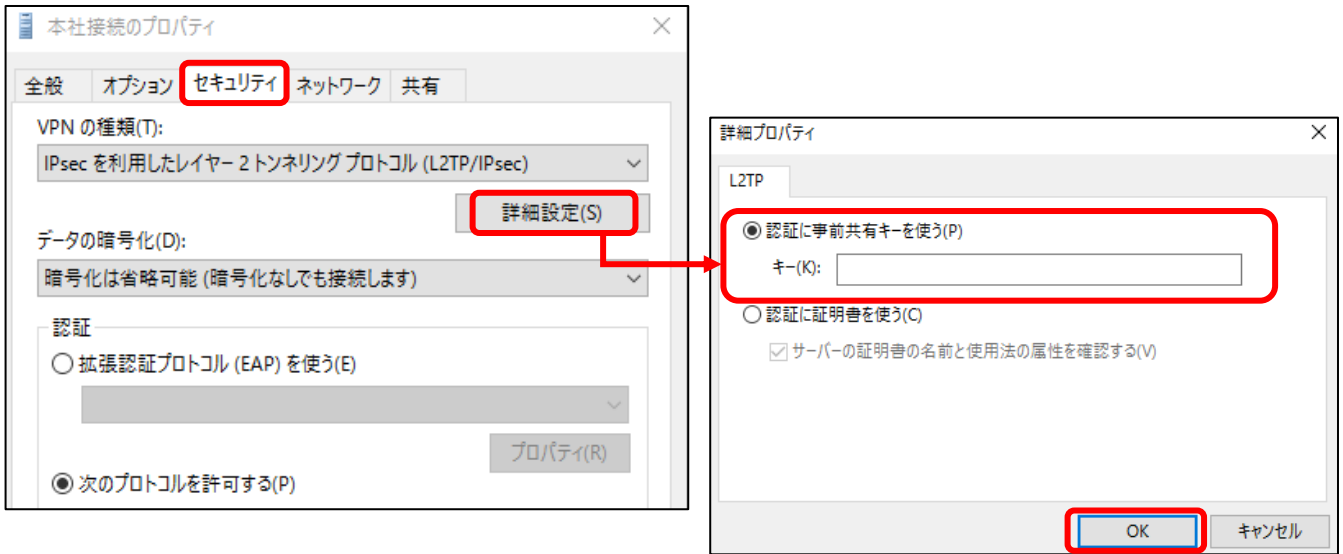 本社接続のプロパティ
全般 オプション セキュリティ ネットワーク 共有
VPN の種類(T):
IPsec を利用したレイヤー 2 トンネリング プロトコル (L2TP/IPsec)
詳細設定(S)
データの暗号化(D):
暗号化は省略可能 (暗号化なしでも接続します)
認証
拡張認証プロトコル (EAP) を使う(E)
プロパティ(R)
次のプロトコルを許可する(P)
詳細プロパティ
L2TP
認証に事前共有キーを使う(P)
キー(K):
認証に証明書を使う(C)
サーバーの証明書の名前と使用法の属性を確認する(V)
OK キャンセル